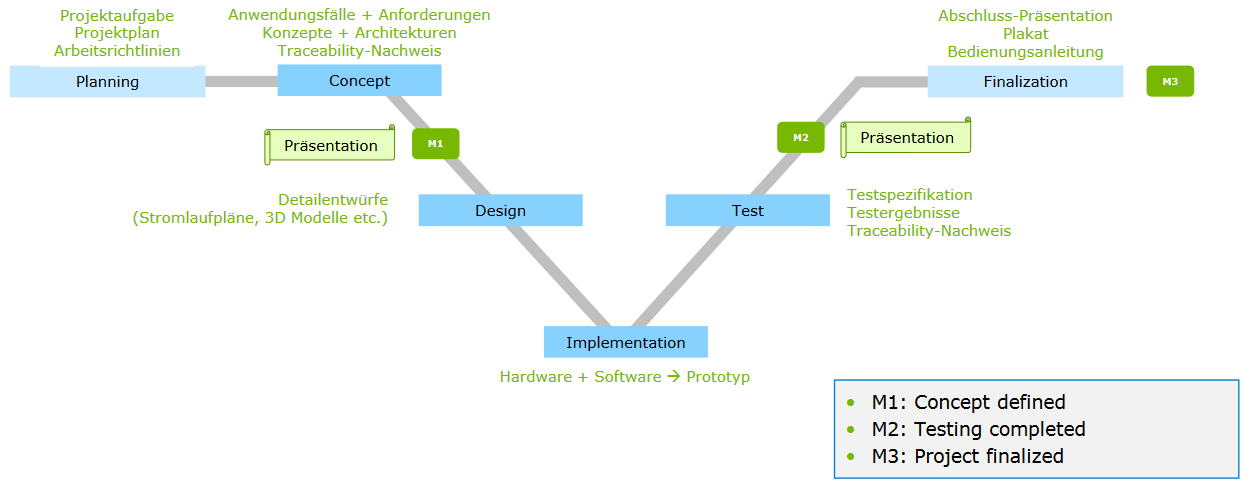 Projektaufgabe
Projektplan
Arbeitsrichtlinien
Planning
Anwendungsfälle + Anforderungen
Konzepte + Architekturen
Traceability-Nachweis
Concept
Präsentation
M1
Detailentwürfe
(Stromlaufpläne, 3D Modelle etc.)
Design
Implementation
Hardware + Software → Prototyp
Test
Testspezifikation
Testergebnisse
Traceability-Nachweis
M2
Präsentation
Abschluss-Präsentation
Plakat
Bedienungsanleitung
Finalization
M3
• M1: Concept defined
• M2: Testing completed
• M3: Project finalized